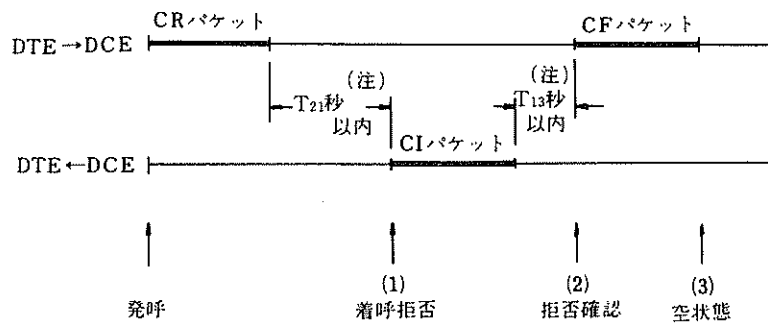 CRパケット
CFパケット
DTE→DCE
(注)
(注)
T21秒
以内
T13秒
以内
CIパケット
DTE←DCE
(1)
(2)
(3)
発呼
着呼拒否
拒否確認
空状態